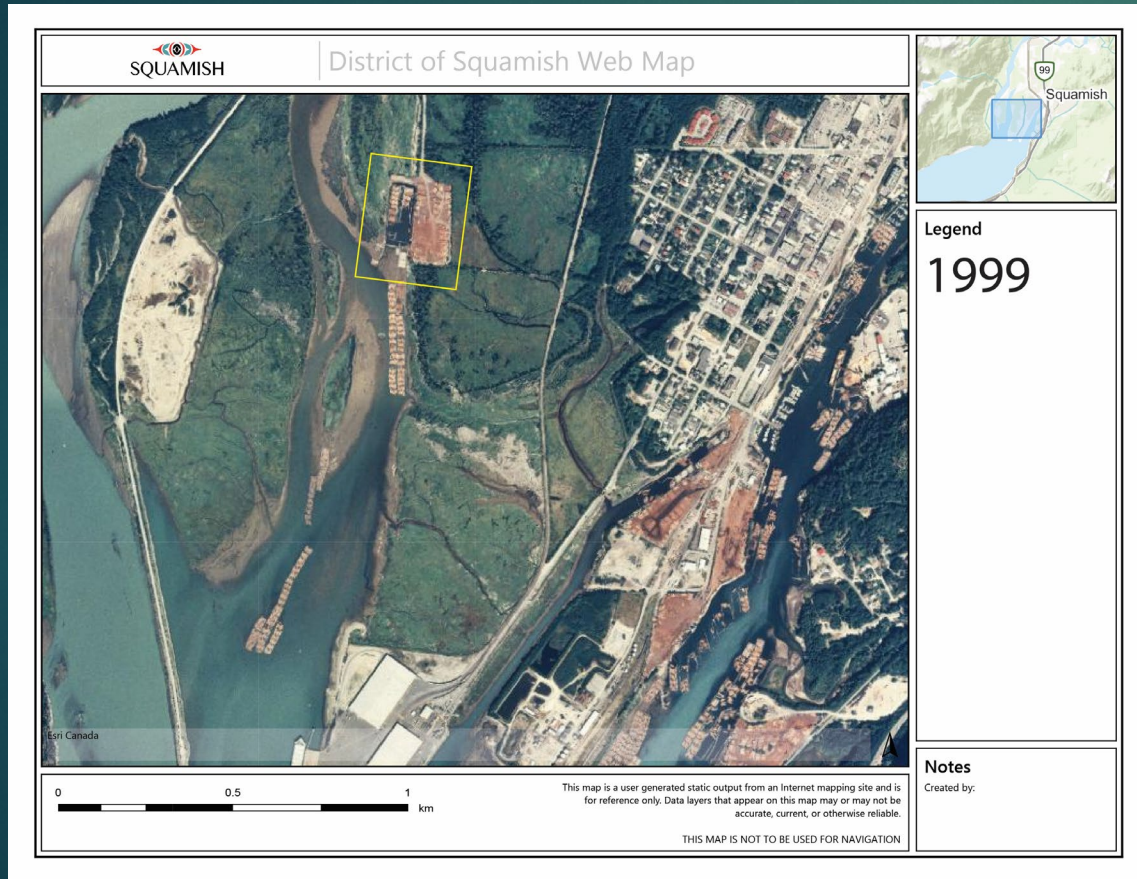 SQUAMISH
District of Squamish Web Map
99
Squamish
Legend
1999
Esri Canada
0
0.5
1
km
This map is a user generated static output from an Internet mapping site and is
for reference only. Data layers that appear on this map may or may not be
accurate, current, or otherwise reliable.
THIS MAP IS NOT TO BE USED FOR NAVIGATION
Notes
Created by: